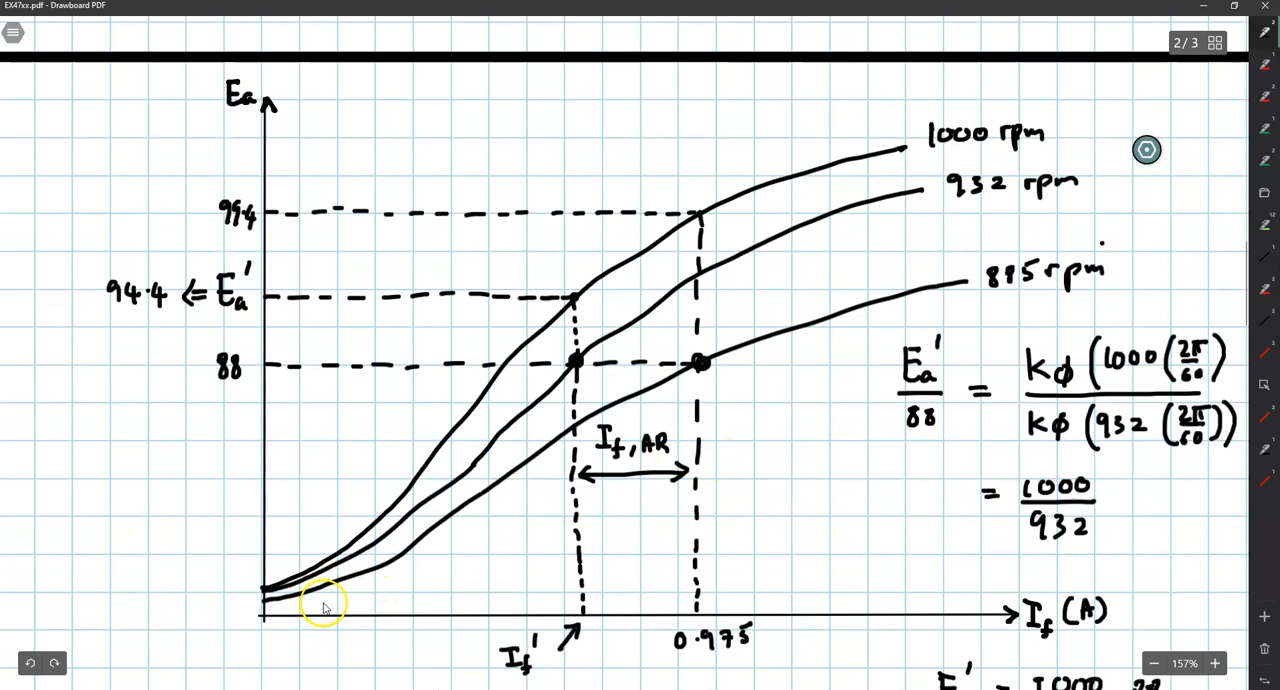 EX47xx.pdf - Drawboard PDF
2 / 3
Ea
1000 rpm
932 rpm
885 rpm
99.4
94.4 ⇐ Ea'
88
If, AR
Ea' / 88 = kϕ (1000 (2π/60)) / kϕ (932 (2π/60))
= 1000 / 932
If (A)
If'
0.975
157%